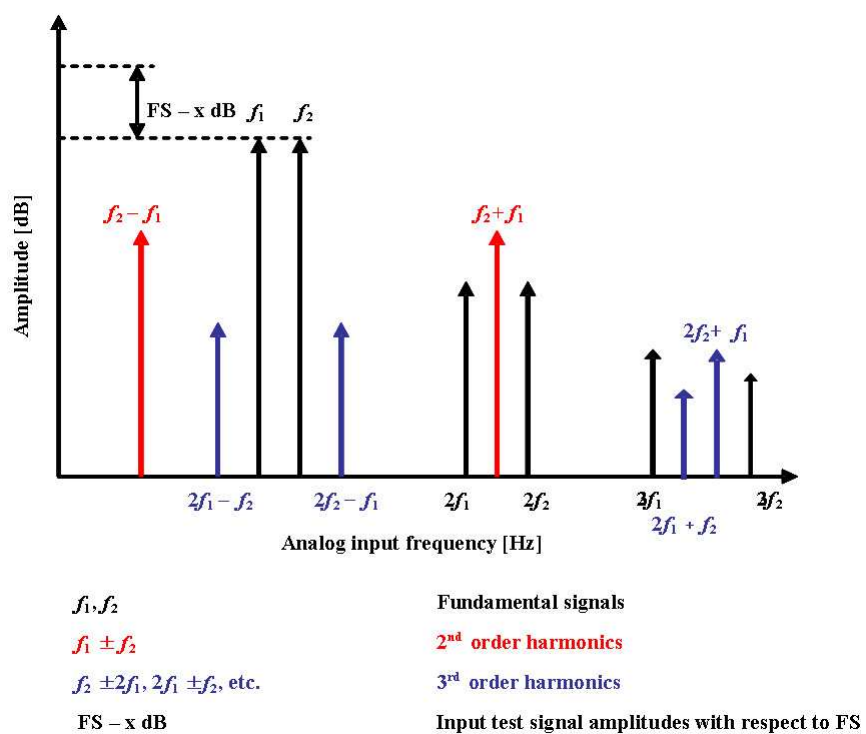 FS – x dB f1 f2
f2 – f1 f2+f1
Amplitude [dB]
2f2+ f1
2f1 – f2 2f2 – f1 2f1 2f2 3f1 3f2
2f1 + f2
Analog input frequency [Hz]
f1, f2 Fundamental signals
f1 ± f2 2nd order harmonics
f2 ±2f1, 2f1 ±f2, etc. 3rd order harmonics
FS – x dB Input test signal amplitudes with respect to FS